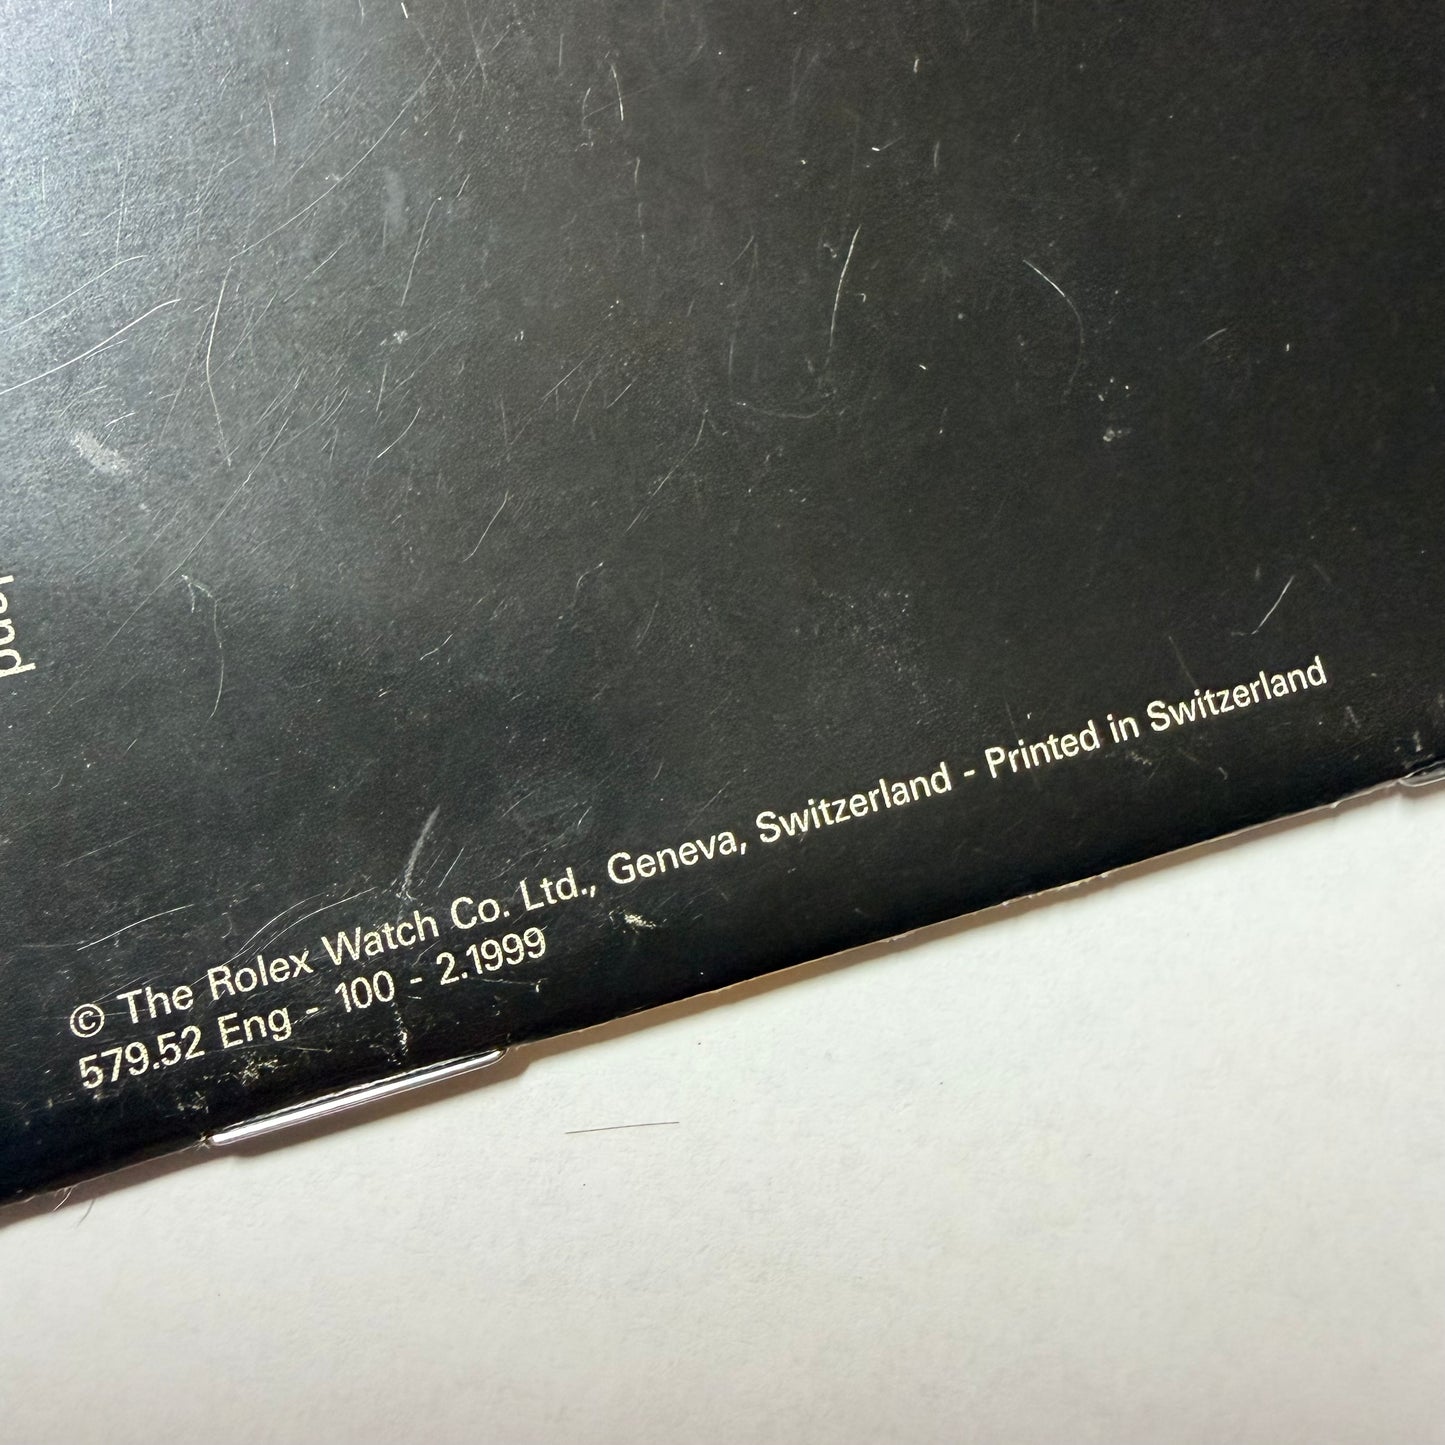 © The Rolex Watch Co. Ltd., Geneva, Switzerland - Printed in Switzerland
579.52 Eng - 100 - 2.1999